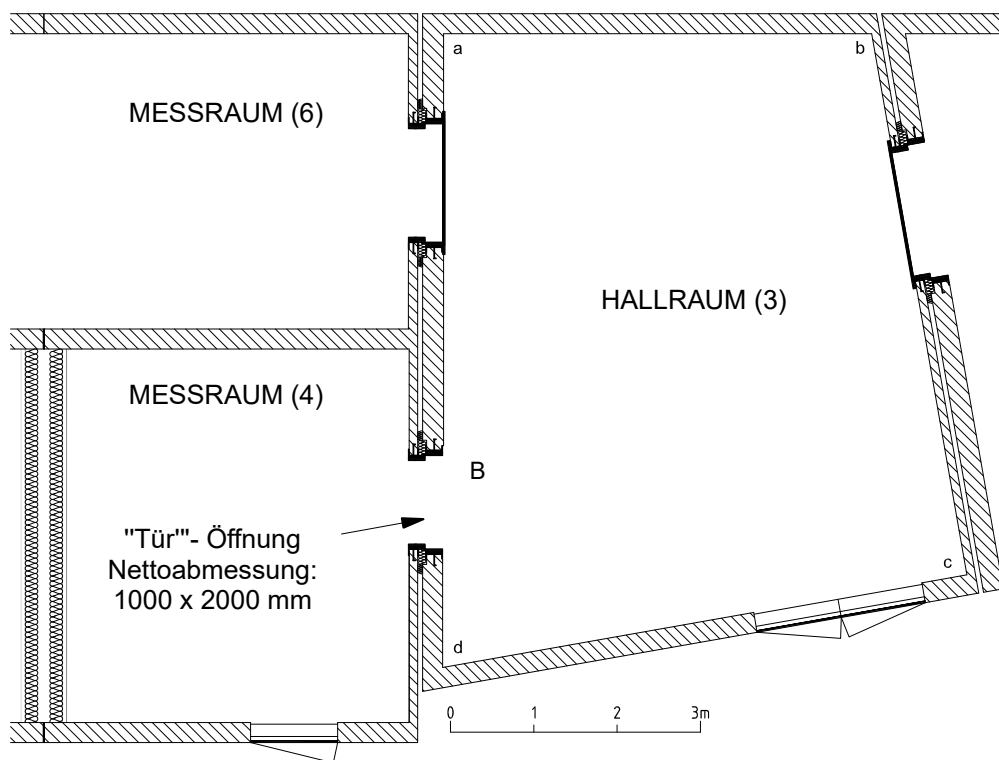 a
b
MESSRAUM (6)
HALLRAUM (3)
MESSRAUM (4)
B
"Tür'"- Öffnung
Nettoabmessung:
1000 x 2000 mm
c
d
0 1 2 3m